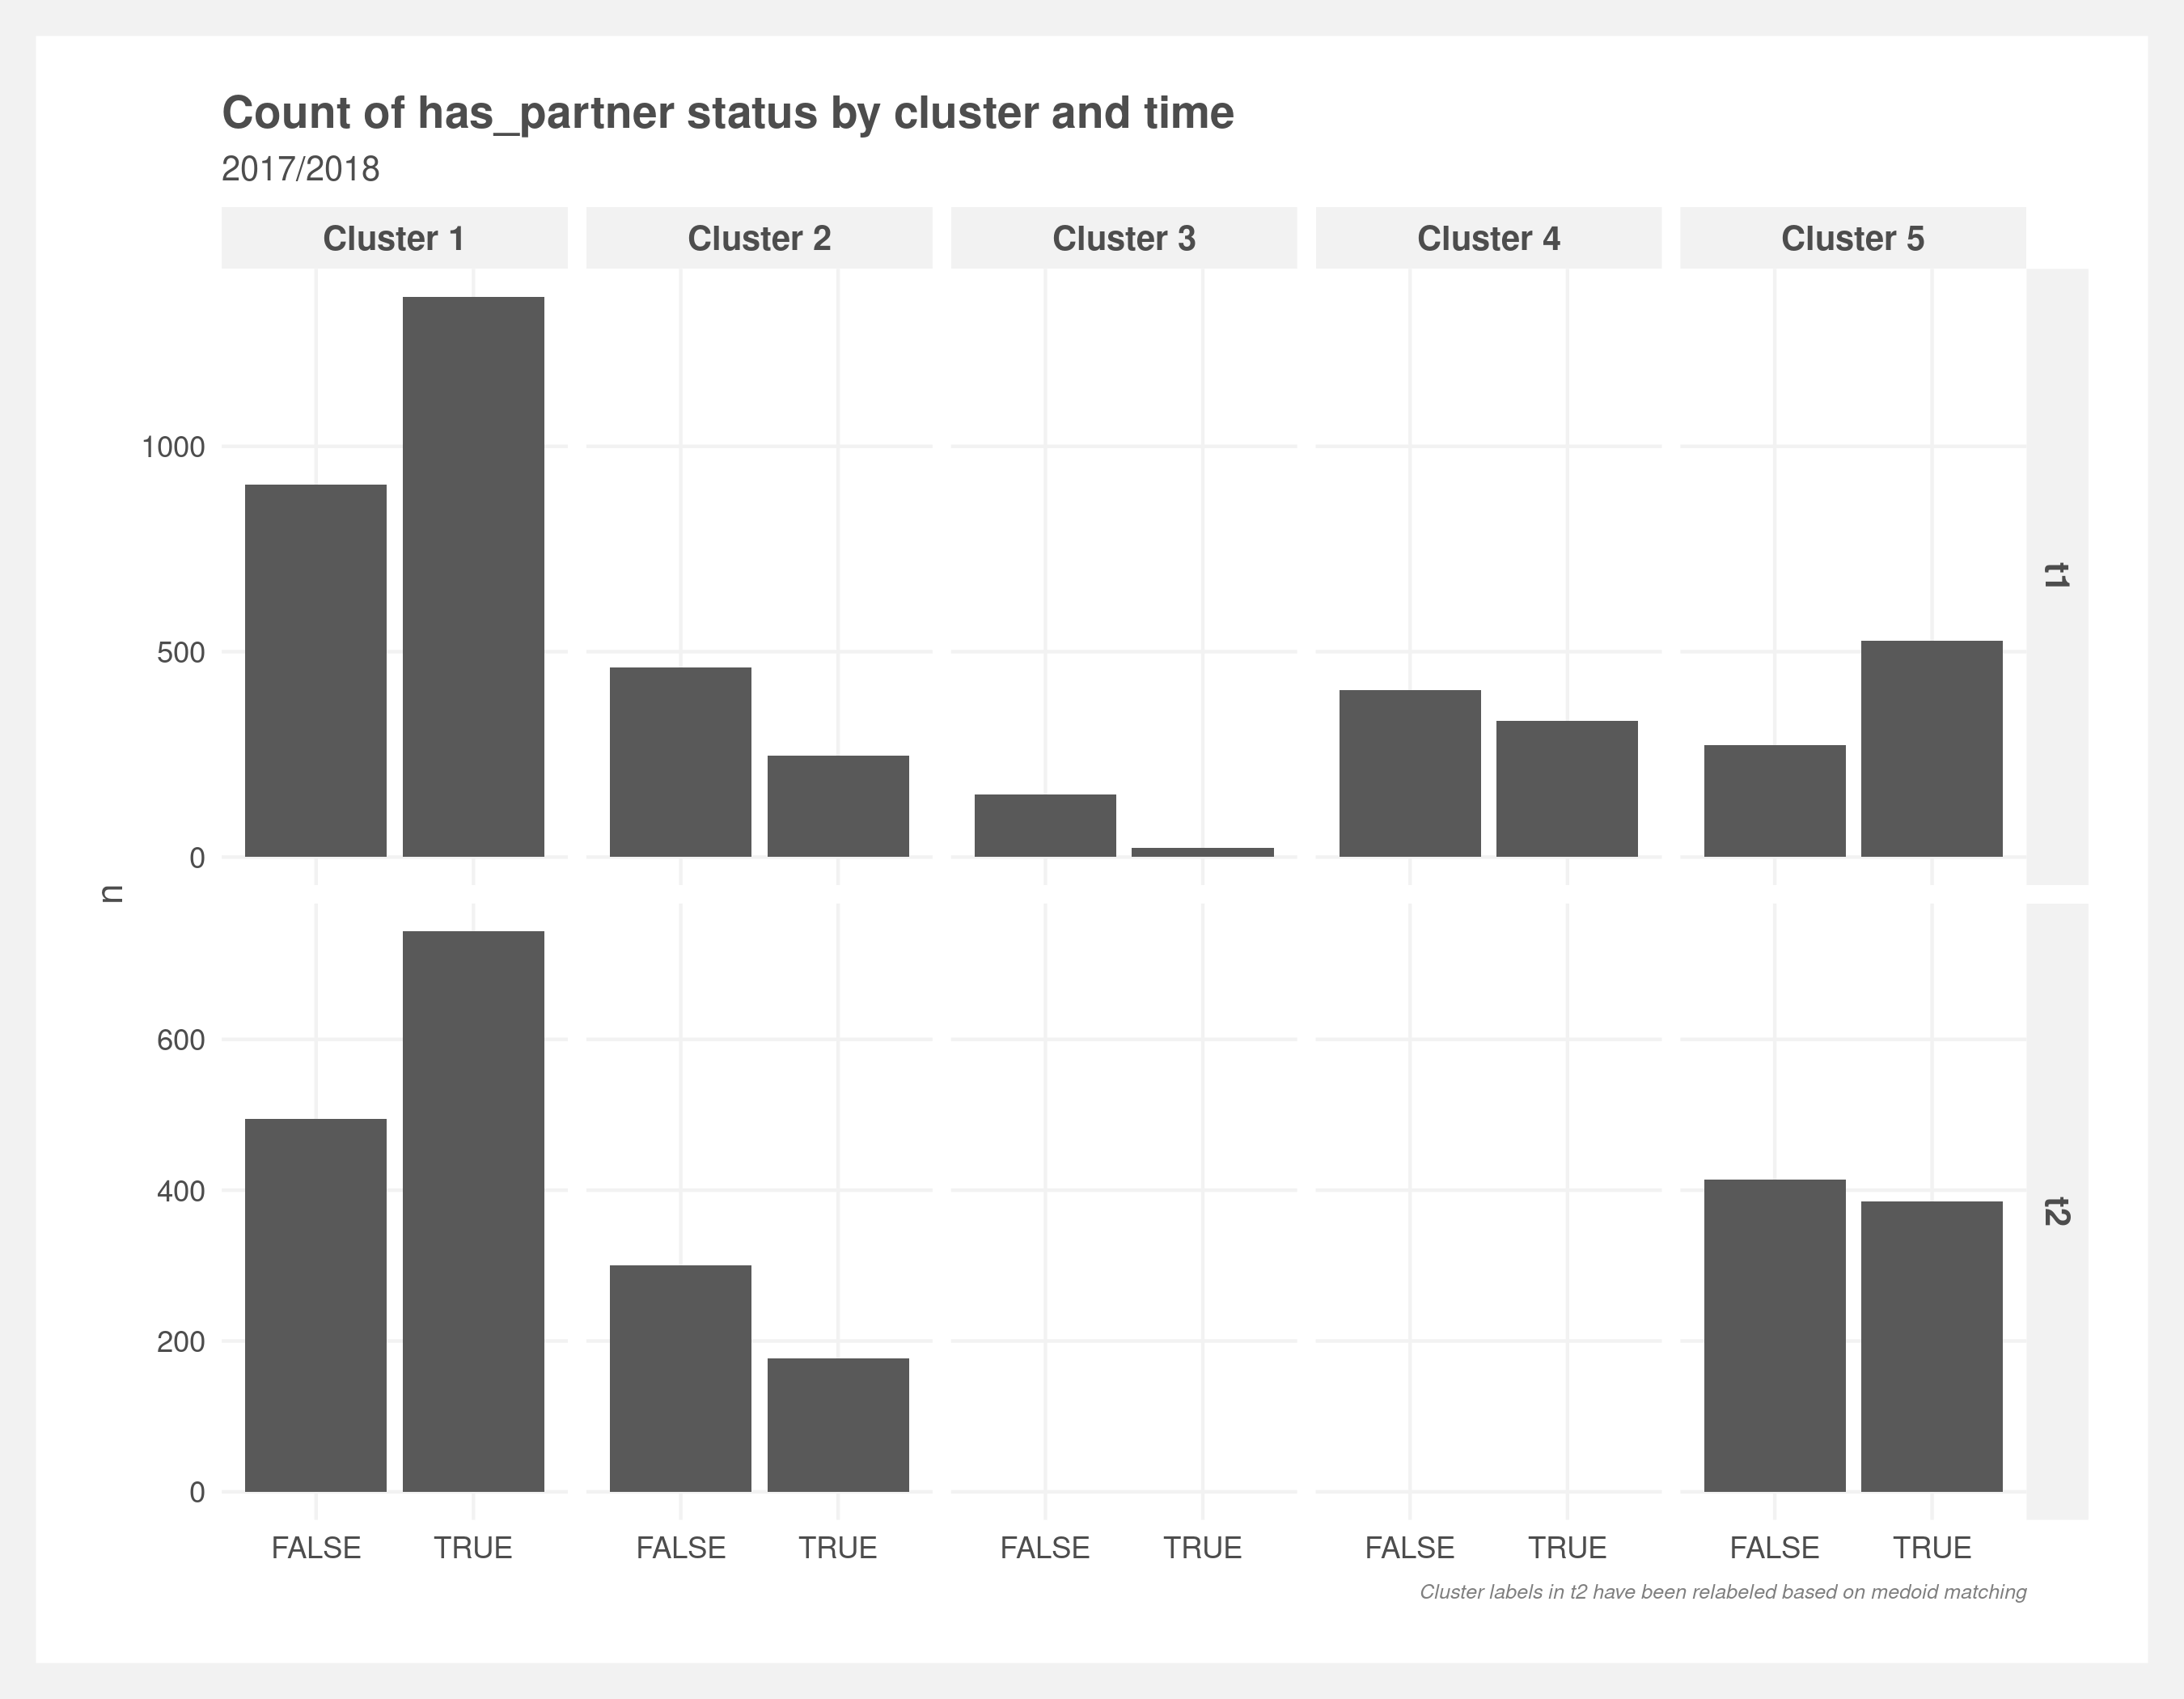 Count of has_partner status by cluster and time
2017/2018
Cluster 1 Cluster 2 Cluster 3 Cluster 4 Cluster 5
1000
500
0
t1
n
600
400
200
0
t2
FALSE TRUE FALSE TRUE FALSE TRUE FALSE TRUE FALSE TRUE
Cluster labels in t2 have been relabeled based on medoid matching